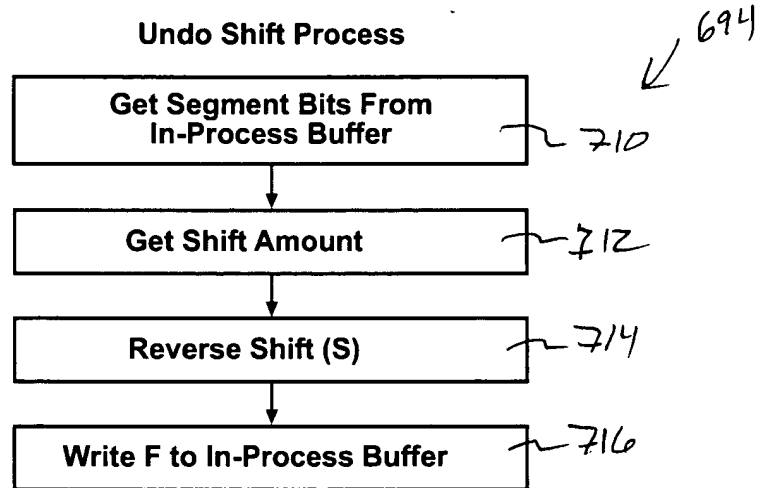 Undo Shift Process
694
Get Segment Bits From
In-Process Buffer
710
Get Shift Amount
712
Reverse Shift (S)
714
Write F to In-Process Buffer
716